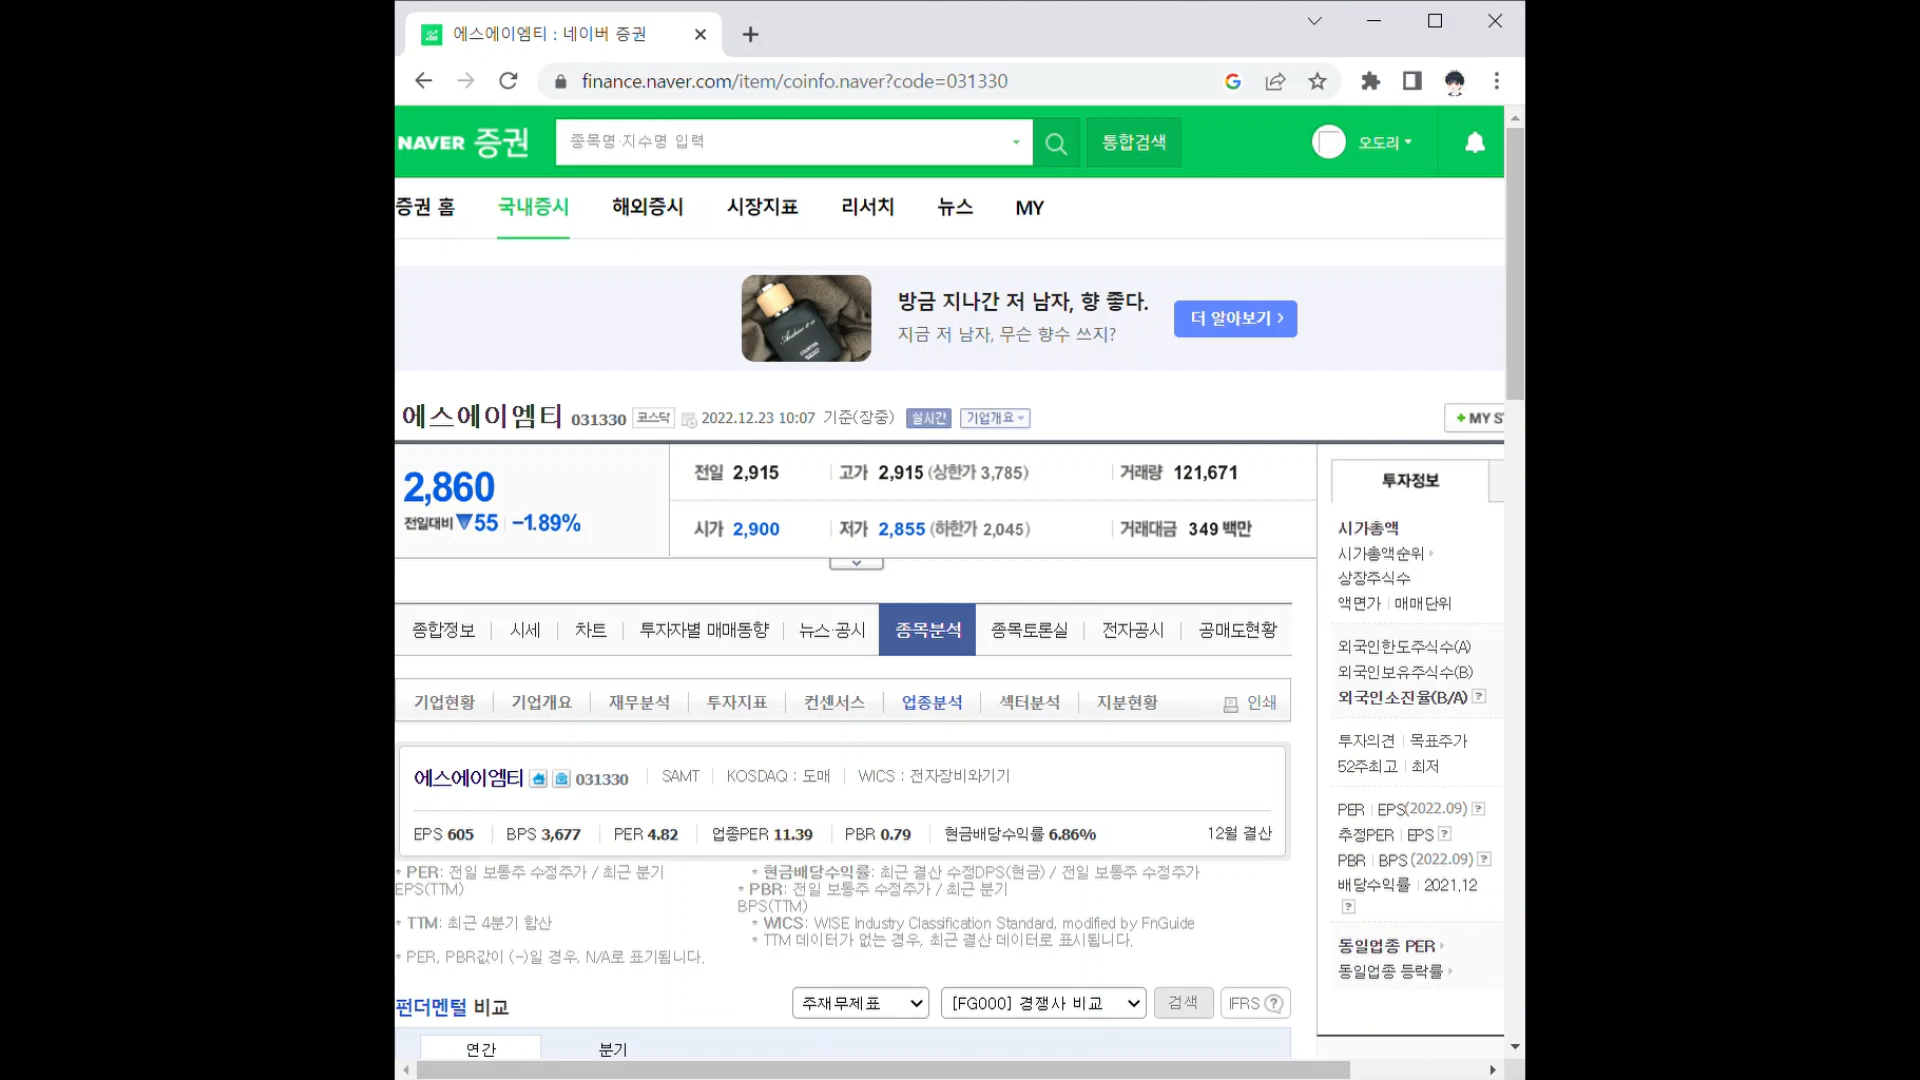 에스에이엠티 : 네이버 증권
finance.naver.com/item/coinfo.naver?code=031330
NAVER 증권
종목명·지수명 입력
통합검색
오도리
증권 홈 국내증시 해외증시 시장지표 리서치 뉴스 MY
방금 지나간 저 남자, 향 좋다.
지금 저 남자, 무슨 향수 쓰지?
더 알아보기
에스에이엠티 031330 코스닥 2022.12.23 10:07 기준(장중) 실시간 기업개요
+ MY S
2,860
전일대비 ▼55 -1.89%
전일 2,915 고가 2,915 (상한가 3,785) 거래량 121,671
시가 2,900 저가 2,855 (하한가 2,045) 거래대금 349 백만
투자정보
시가총액
시가총액순위
상장주식수
액면가 매매단위
외국인한도주식수(A)
외국인보유주식수(B)
외국인소진율(B/A)
투자의견 목표주가
52주최고 최저
PER EPS(2022.09)
추정PER EPS
PBR BPS (2022.09)
배당수익률 2021.12
동일업종 PER
동일업종 등락률
종합정보 시세 차트 투자자별 매매동향 뉴스·공시 종목분석 종목토론실 전자공시 공매도현황
기업현황 기업개요 재무분석 투자지표 컨센서스 업종분석 섹터분석 지분현황 인쇄
에스에이엠티 031330 SAMT KOSDAQ : 도매 WICS : 전자장비와기기
EPS 605 BPS 3,677 PER 4.82 업종PER 11.39 PBR 0.79 현금배당수익률 6.86% 12월 결산
* PER: 전일 보통주 수정주가 / 최근 분기
EPS(TTM)
* TTM: 최근 4분기 합산
* PER, PBR값이 (-)일 경우, N/A로 표기됩니다.
* 현금배당수익률: 최근 결산 수정DPS(현금) / 전일 보통주 수정주가
* PBR: 전일 보통주 수정주가 / 최근 분기
BPS(TTM)
* WICS: WISE Industry Classification Standard, modified by FnGuide
* TTM 데이터가 없는 경우, 최근 결산 데이터로 표시됩니다.
펀더멘털 비교
주재무제표 [FG000] 경쟁사 비교 검색 IFRS ?
연간 분기